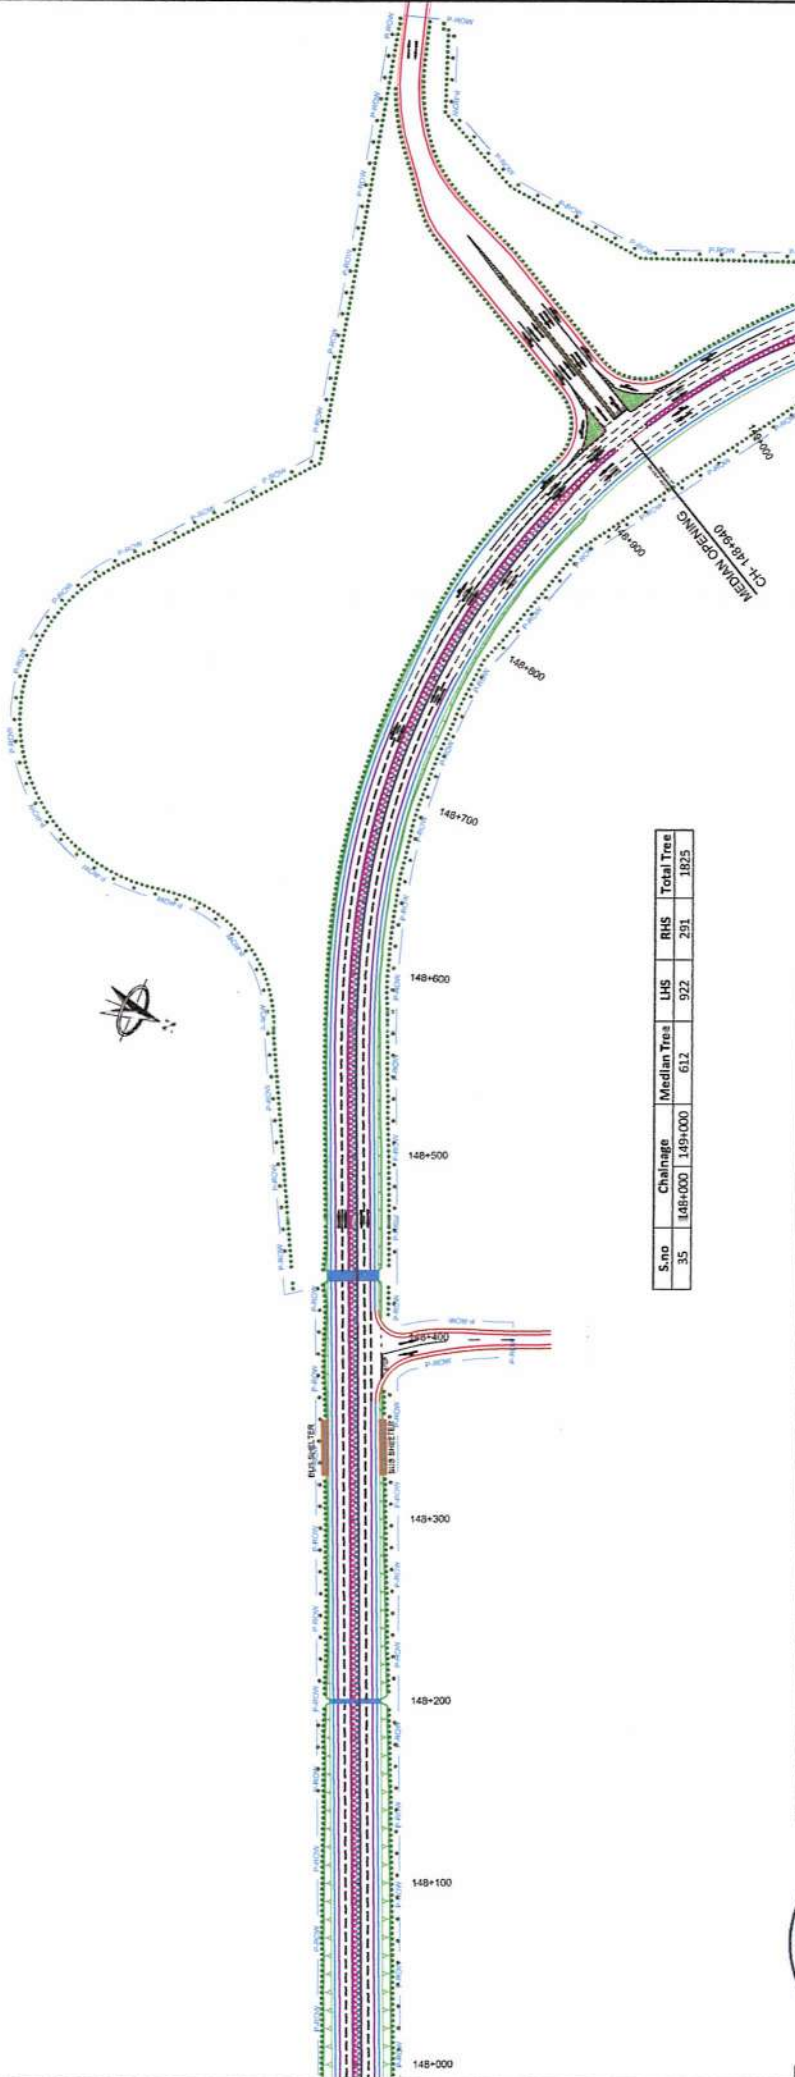 P-ROW
MEDIAN OPENING
CH:-148+940
149+000
148+900
148+800
148+700
148+600
148+500
148+400
BUS SHELTER
BUS SHELTER
148+300
148+200
148+100
148+000
S.no Chainage Median Tree LHS RHS Total Tree
35 148+000 149+000 612 922 291 1825